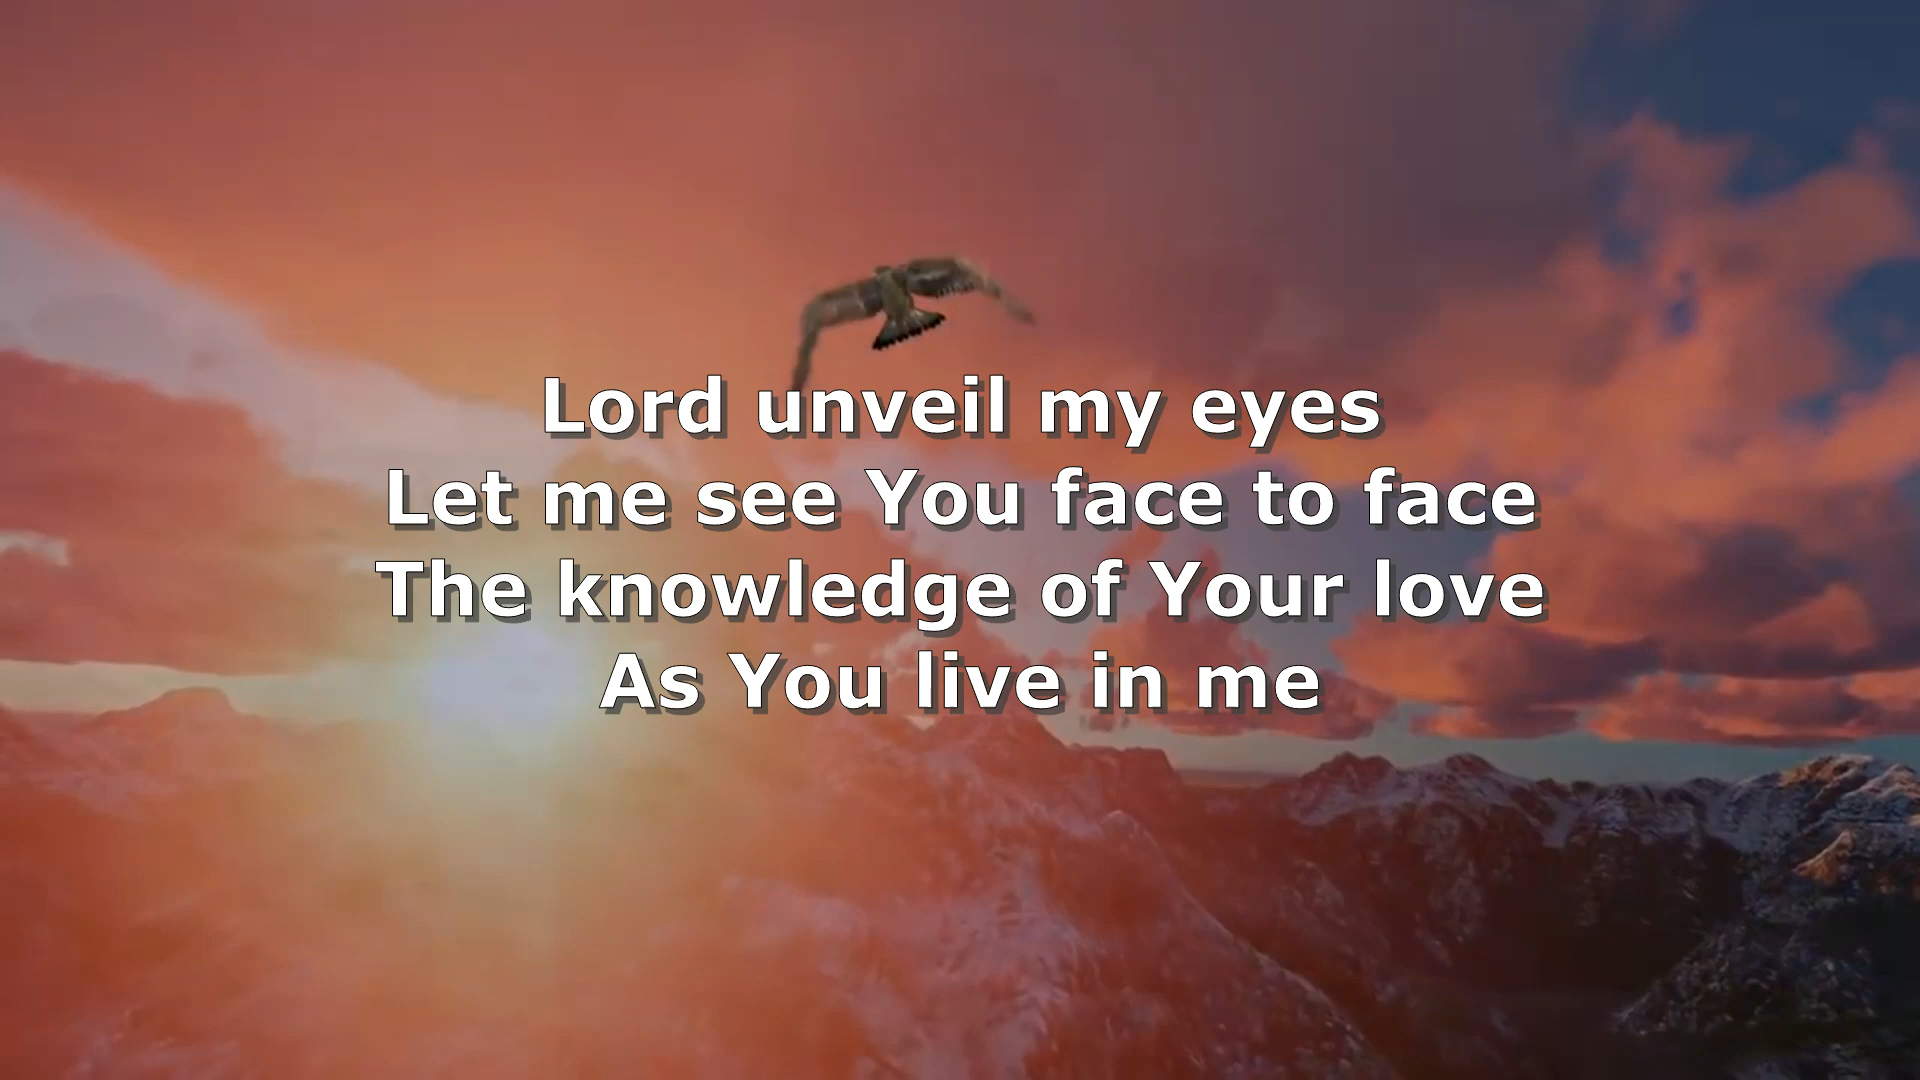 Lord unveil my eyes
Let me see You face to face
The knowledge of Your love
As You live in me